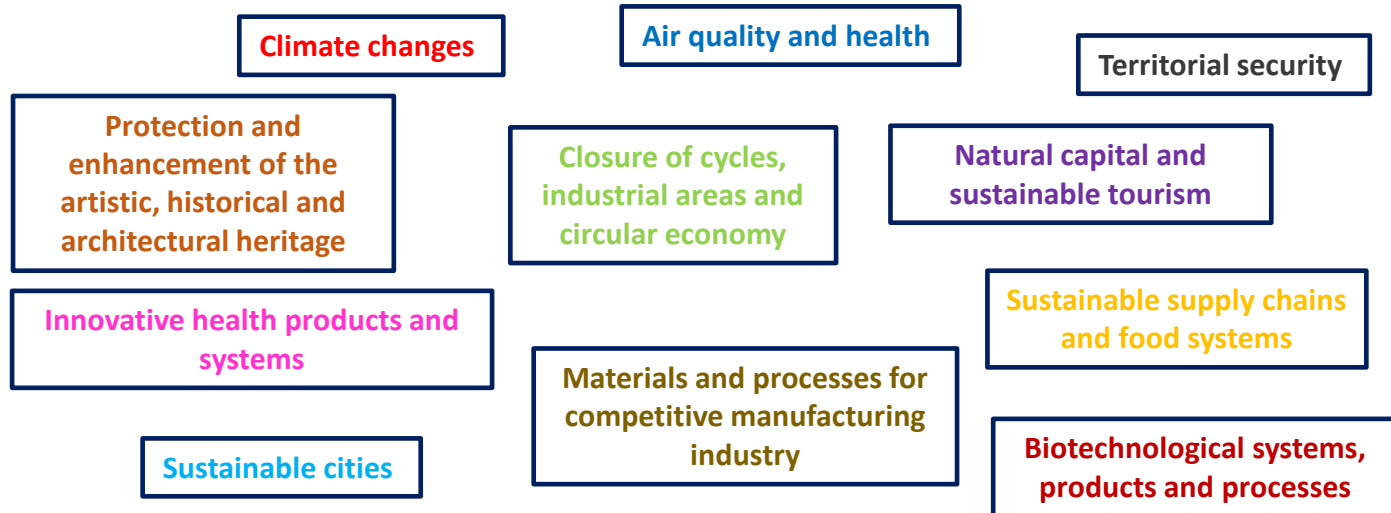 Climate changes
Air quality and health
Territorial security
Protection and
enhancement of the
artistic, historical and
architectural heritage
Closure of cycles,
industrial areas and
circular economy
Natural capital and
sustainable tourism
Innovative health products and
systems
Sustainable supply chains
and food systems
Materials and processes for
competitive manufacturing
industry
Sustainable cities
Biotechnological systems,
products and processes